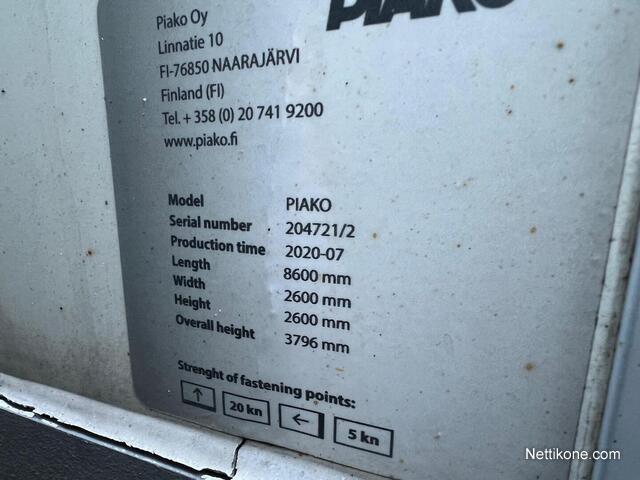 PIAKO
Piako Oy
Linnatie 10
FI-76850 NAARAJÄRVI
Finland (FI)
Tel. + 358 (0) 20 741 9200
www.piako.fi
Model PIAKO
Serial number 204721/2
Production time 2020-07
Length 8600 mm
Width 2600 mm
Height 2600 mm
Overall height 3796 mm
Strenght of fastening points:
↑ 20 kn ← 5 kn
Nettikone.com